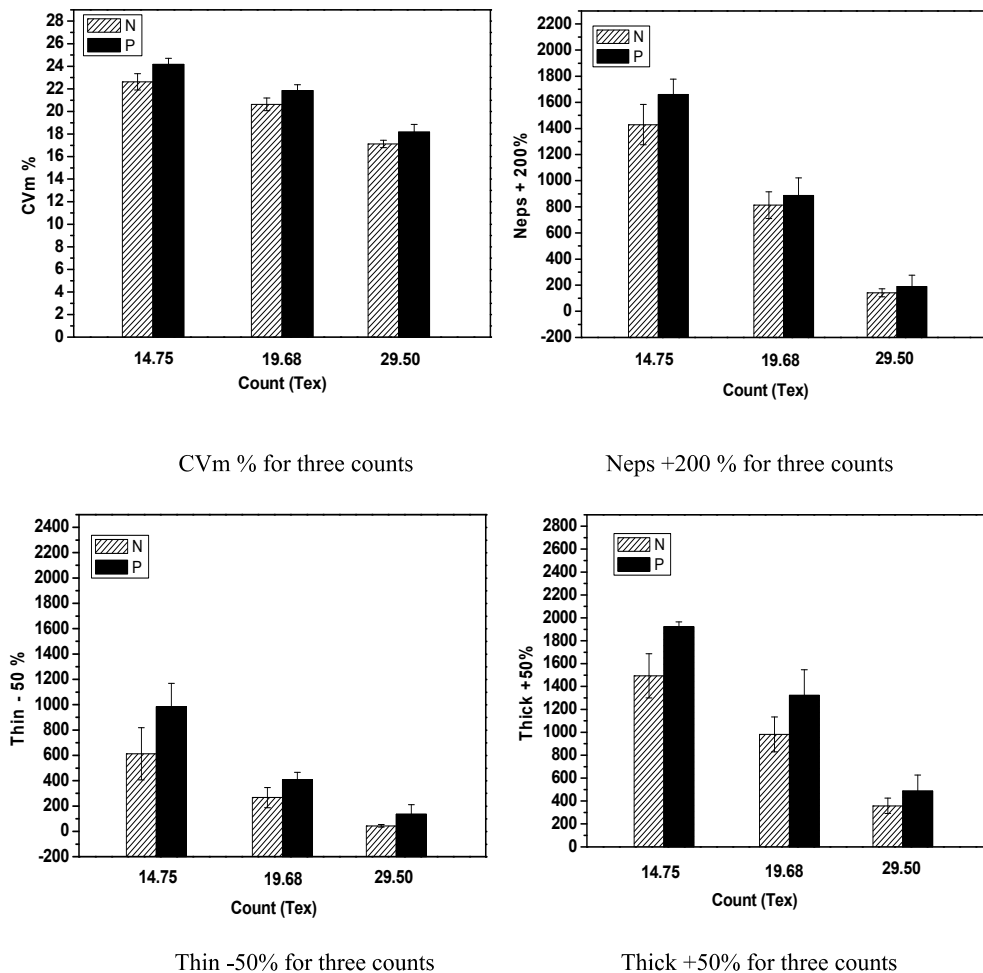 28
26
24
22
20
18
16
14
12
10
8
6
4
2
0
CVm %
N
P
14.75 19.68 29.50
Count (Tex)
CVm % for three counts
2200
2000
1800
1600
1400
1200
1000
800
600
400
200
0
-200
Neps + 200%
N
P
14.75 19.68 29.50
Count (Tex)
Neps +200 % for three counts
2400
2200
2000
1800
1600
1400
1200
1000
800
600
400
200
0
-200
Thin - 50 %
N
P
14.75 19.68 29.50
Count (Tex)
Thin -50% for three counts
2800
2600
2400
2200
2000
1800
1600
1400
1200
1000
800
600
400
200
0
Thick +50%
N
P
14.75 19.68 29.50
Count (Tex)
Thick +50% for three counts